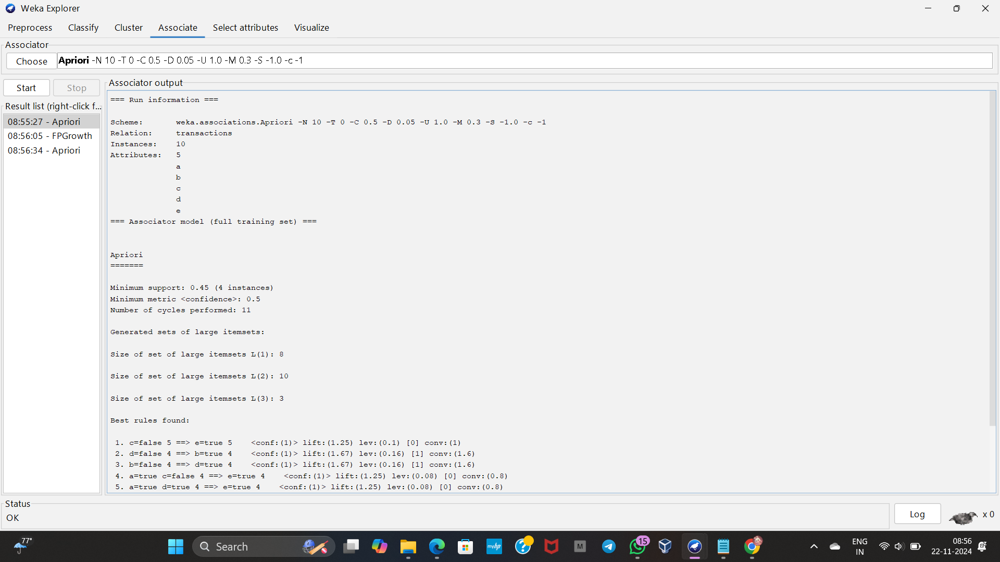 Weka Explorer
Preprocess Classify Cluster Associate Select attributes Visualize
Associator
Choose Apriori -N 10 -T 0 -C 0.5 -D 0.05 -U 1.0 -M 0.3 -S -1.0 -c -1
Start Stop
Result list (right-click f...
08:55:27 - Apriori
08:56:05 - FPGrowth
08:56:34 - Apriori
Associator output
=== Run information ===
Scheme: weka.associations.Apriori -N 10 -T 0 -C 0.5 -D 0.05 -U 1.0 -M 0.3 -S -1.0 -c -1
Relation: transactions
Instances: 10
Attributes: 5
a
b
c
d
e
=== Associator model (full training set) ===
Apriori
=======
Minimum support: 0.45 (4 instances)
Minimum metric <confidence>: 0.5
Number of cycles performed: 11
Generated sets of large itemsets:
Size of set of large itemsets L(1): 8
Size of set of large itemsets L(2): 10
Size of set of large itemsets L(3): 3
Best rules found:
1. c=false 5 ==> e=true 5 <conf:(1)> lift:(1.25) lev:(0.1) [0] conv:(1)
2. d=false 4 ==> b=true 4 <conf:(1)> lift:(1.67) lev:(0.16) [1] conv:(1.6)
3. b=false 4 ==> d=true 4 <conf:(1)> lift:(1.67) lev:(0.16) [1] conv:(1.6)
4. a=true c=false 4 ==> e=true 4 <conf:(1)> lift:(1.25) lev:(0.08) [0] conv:(0.8)
5. a=true d=true 4 ==> e=true 4 <conf:(1)> lift:(1.25) lev:(0.08) [0] conv:(0.8)
Status
OK
Log
x 0
77°
Search
myhp
M
15
ENG
IN
08:56
22-11-2024